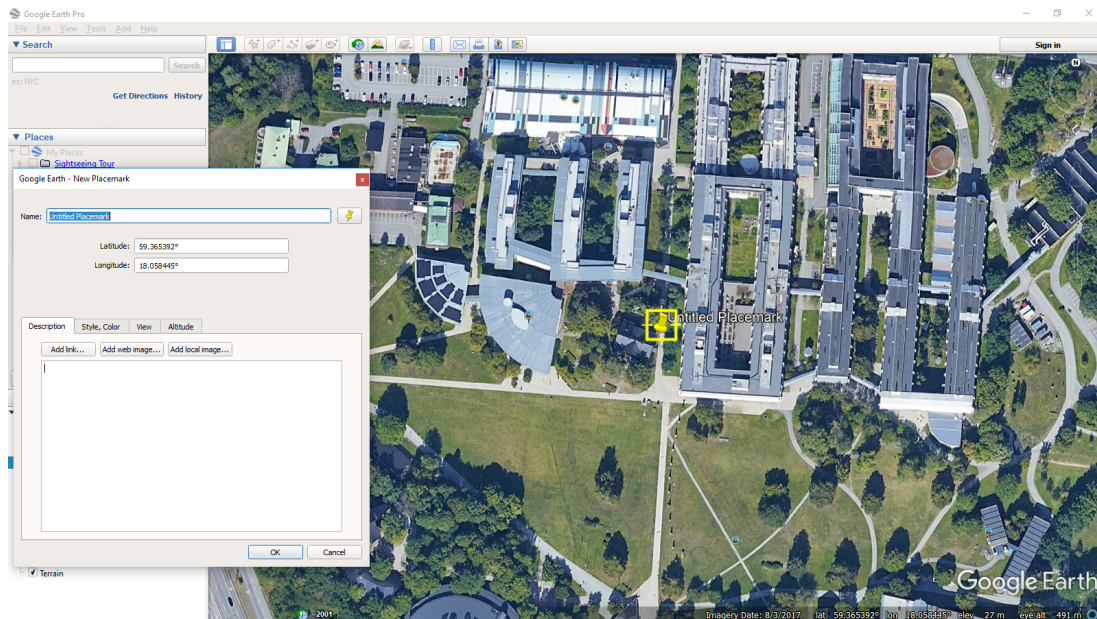 Google Earth Pro
File Edit View Tools Add Help
▼ Search
Sign in
N
Search
ex: NYC
Get Directions History
▼ Places
My Places
Sightseeing Tour
Google Earth - New Placemark
x
Name: Untitled Placemark
Latitude: 59.365392°
Longitude: 18.058445°
Description Style, Color View Altitude
Add link... Add web image... Add local image...
Untitled Placemark
OK Cancel
Terrain
Google Earth
2001
Imagery Date: 8/3/2017 lat 59.365392° lon 18.058445° elev 27 m eye alt 491 m